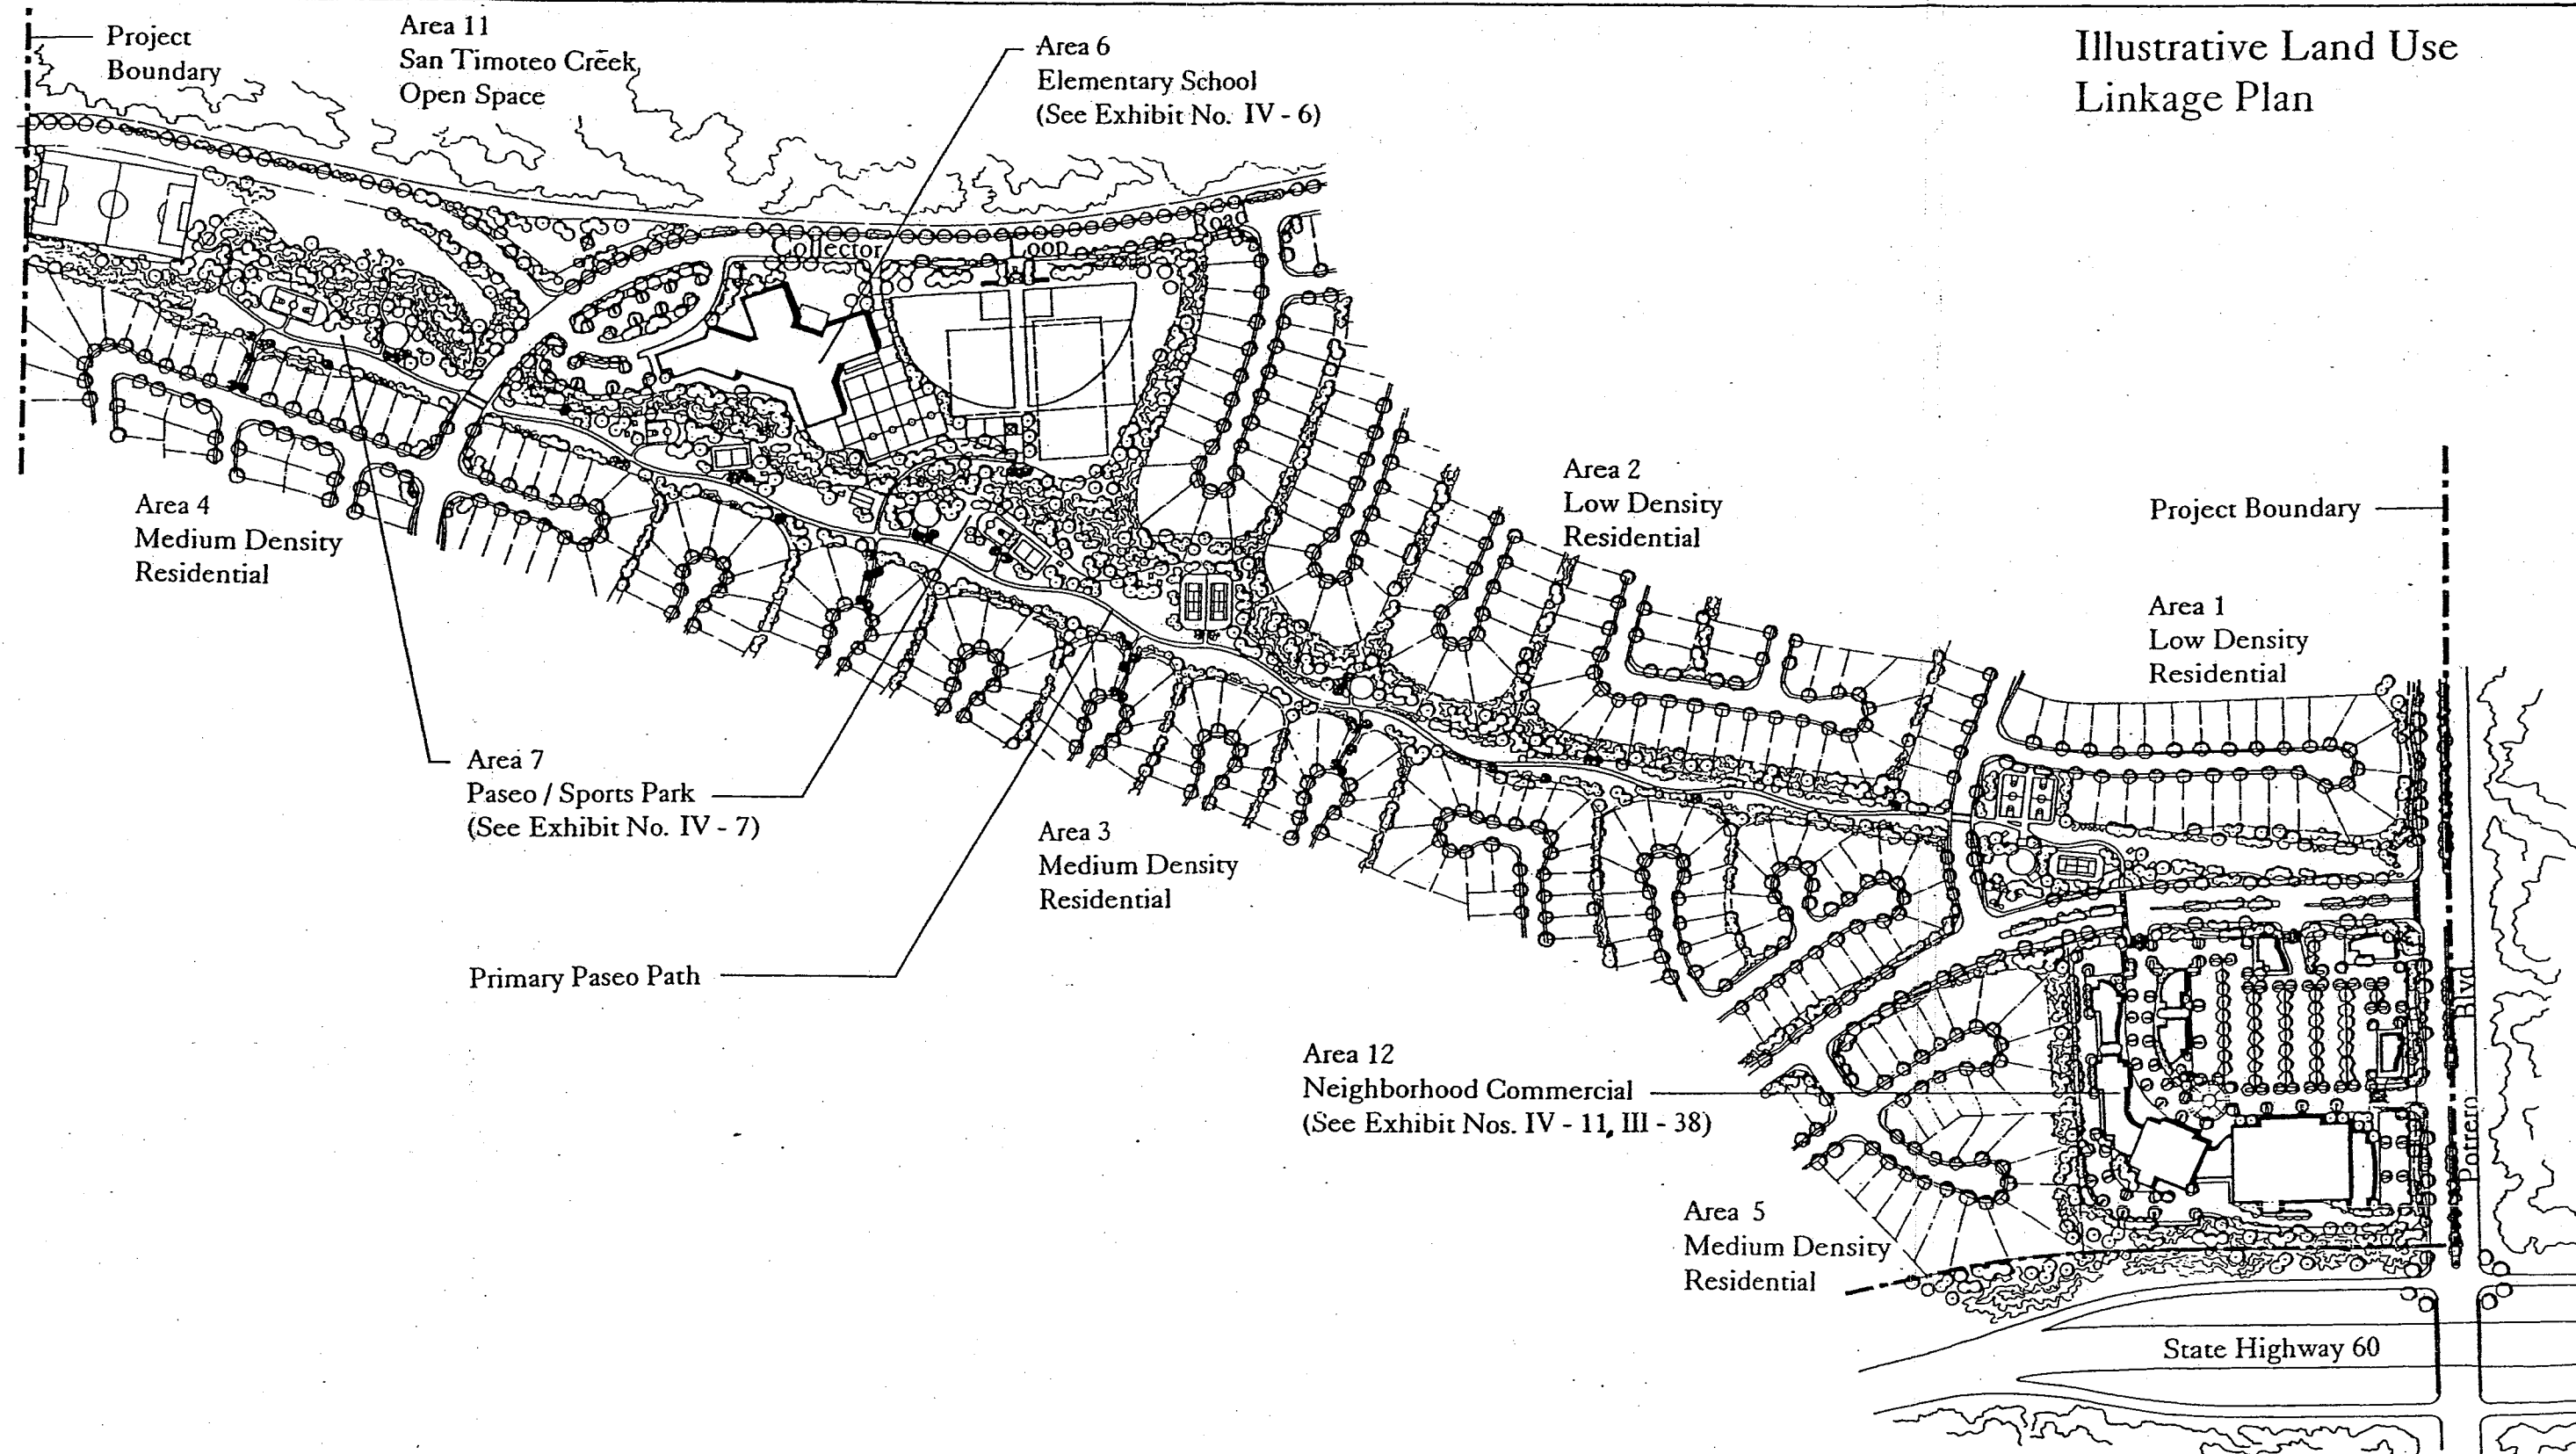 Illustrative Land Use
Linkage Plan
Project
Boundary
Area 11
San Timoteo Creek
Open Space
Area 6
Elementary School
(See Exhibit No. IV - 6)
Collector
Loop
Road
Area 2
Low Density
Residential
Project Boundary
Area 4
Medium Density
Residential
Area 1
Low Density
Residential
Area 7
Paseo / Sports Park
(See Exhibit No. IV - 7)
Area 3
Medium Density
Residential
Primary Paseo Path
Area 12
Neighborhood Commercial
(See Exhibit Nos. IV - 11, III - 38)
Potrero Blvd
Area 5
Medium Density
Residential
State Highway 60